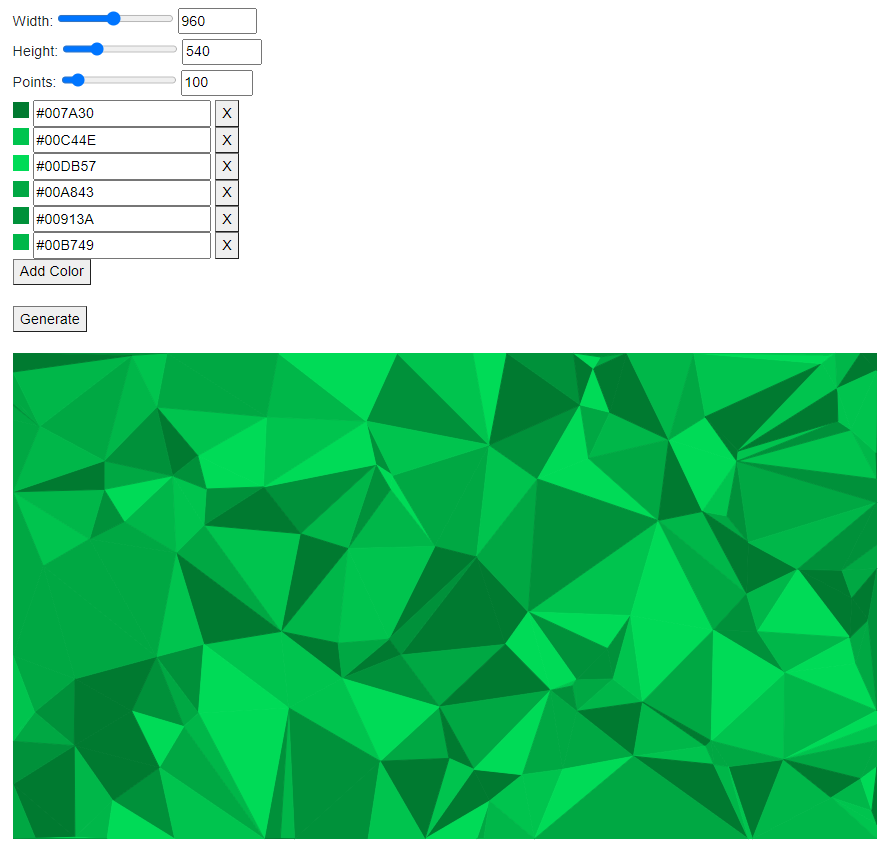 Width: 960
Height: 540
Points: 100
#007A30 X
#00C44E X
#00DB57 X
#00A843 X
#00913A X
#00B749 X
Add Color
Generate